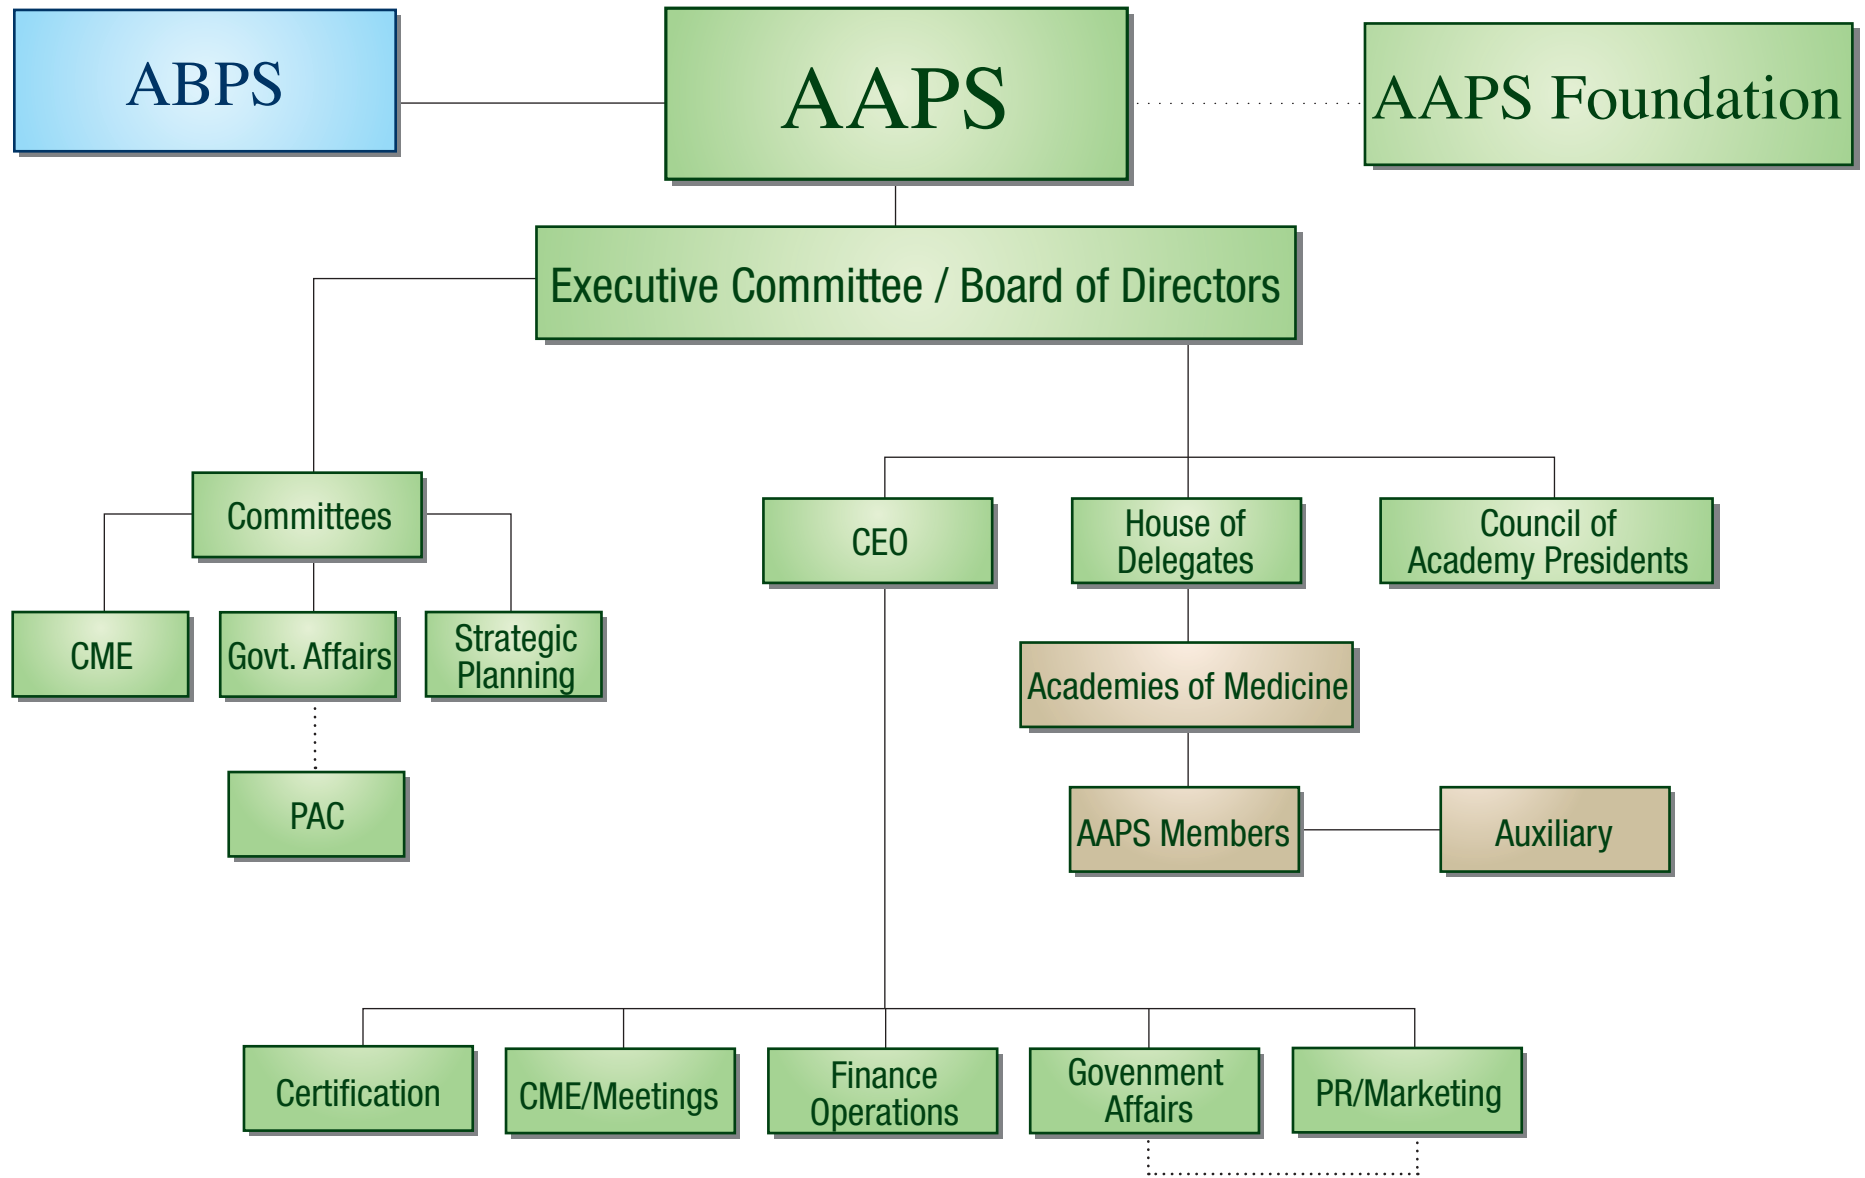 ABPS
AAPS
AAPS Foundation
Executive Committee / Board of Directors
Committees
CEO
House of
Delegates
Council of
Academy Presidents
CME
Govt. Affairs
Strategic
Planning
Academies of Medicine
PAC
AAPS Members
Auxiliary
Certification
CME/Meetings
Finance
Operations
Govenment
Affairs
PR/Marketing